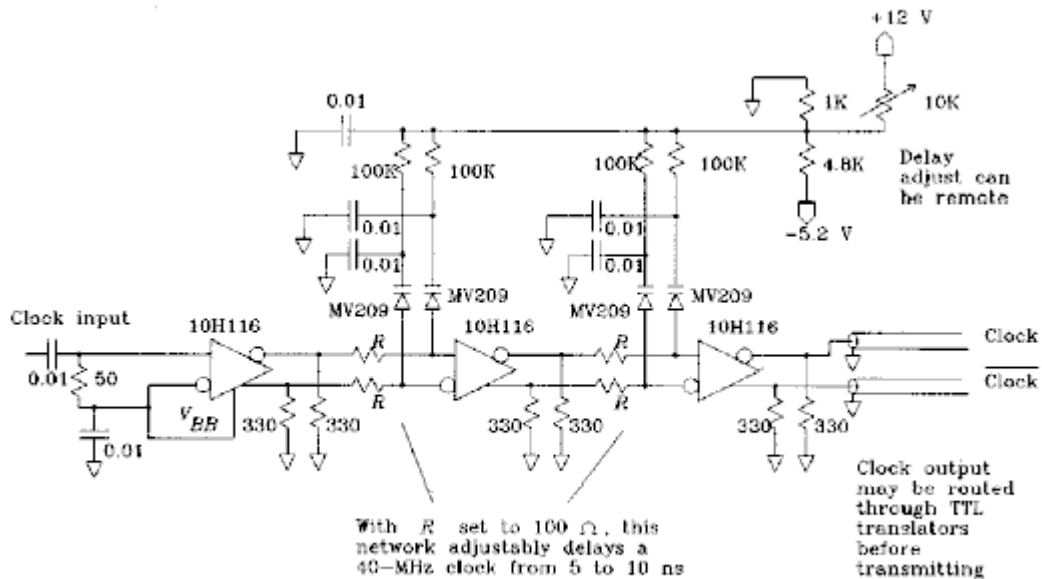 +12 V
0.01
1K
10K
100K
100K
100K
100K
4.8K
Delay
adjust can
be remote
0.01
0.01
-5.2 V
0.01
0.01
MV209
MV209
MV209
MV209
Clock input
10H116
10H116
10H116
R
R
Clock
0.01
50
Clock
R
R
V_BB
330
330
330
330
330
330
0.01
With R set to 100 Ω, this
network adjustably delays a
40-MHz clock from 5 to 10 ns
Clock output
may be routed
through TTL
translators
before
transmitting